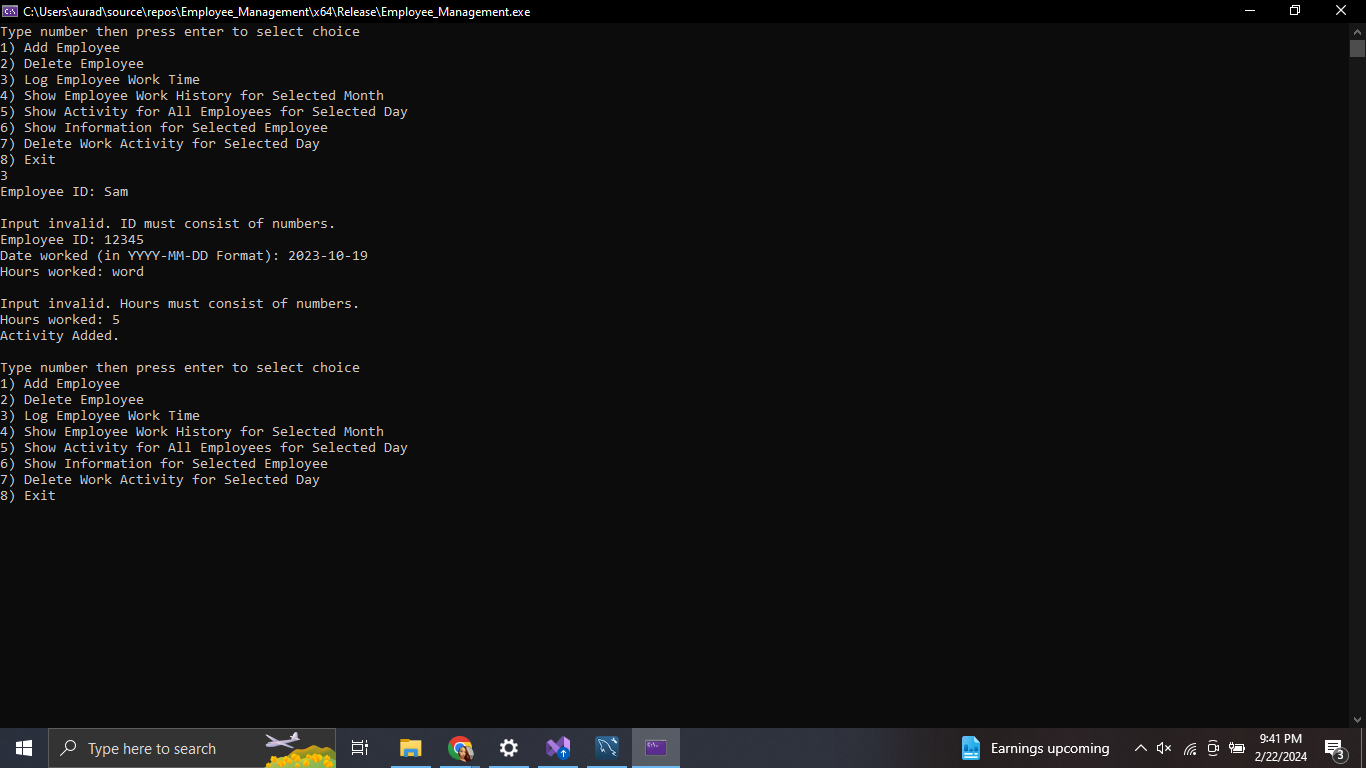 C:\Users\aurad\source\repos\Employee_Management\x64\Release\Employee_Management.exe
Type number then press enter to select choice
1) Add Employee
2) Delete Employee
3) Log Employee Work Time
4) Show Employee Work History for Selected Month
5) Show Activity for All Employees for Selected Day
6) Show Information for Selected Employee
7) Delete Work Activity for Selected Day
8) Exit
3
Employee ID: Sam

Input invalid. ID must consist of numbers.
Employee ID: 12345
Date worked (in YYYY-MM-DD Format): 2023-10-19
Hours worked: word

Input invalid. Hours must consist of numbers.
Hours worked: 5
Activity Added.

Type number then press enter to select choice
1) Add Employee
2) Delete Employee
3) Log Employee Work Time
4) Show Employee Work History for Selected Month
5) Show Activity for All Employees for Selected Day
6) Show Information for Selected Employee
7) Delete Work Activity for Selected Day
8) Exit
Type here to search
Earnings upcoming
9:41 PM
2/22/2024
3